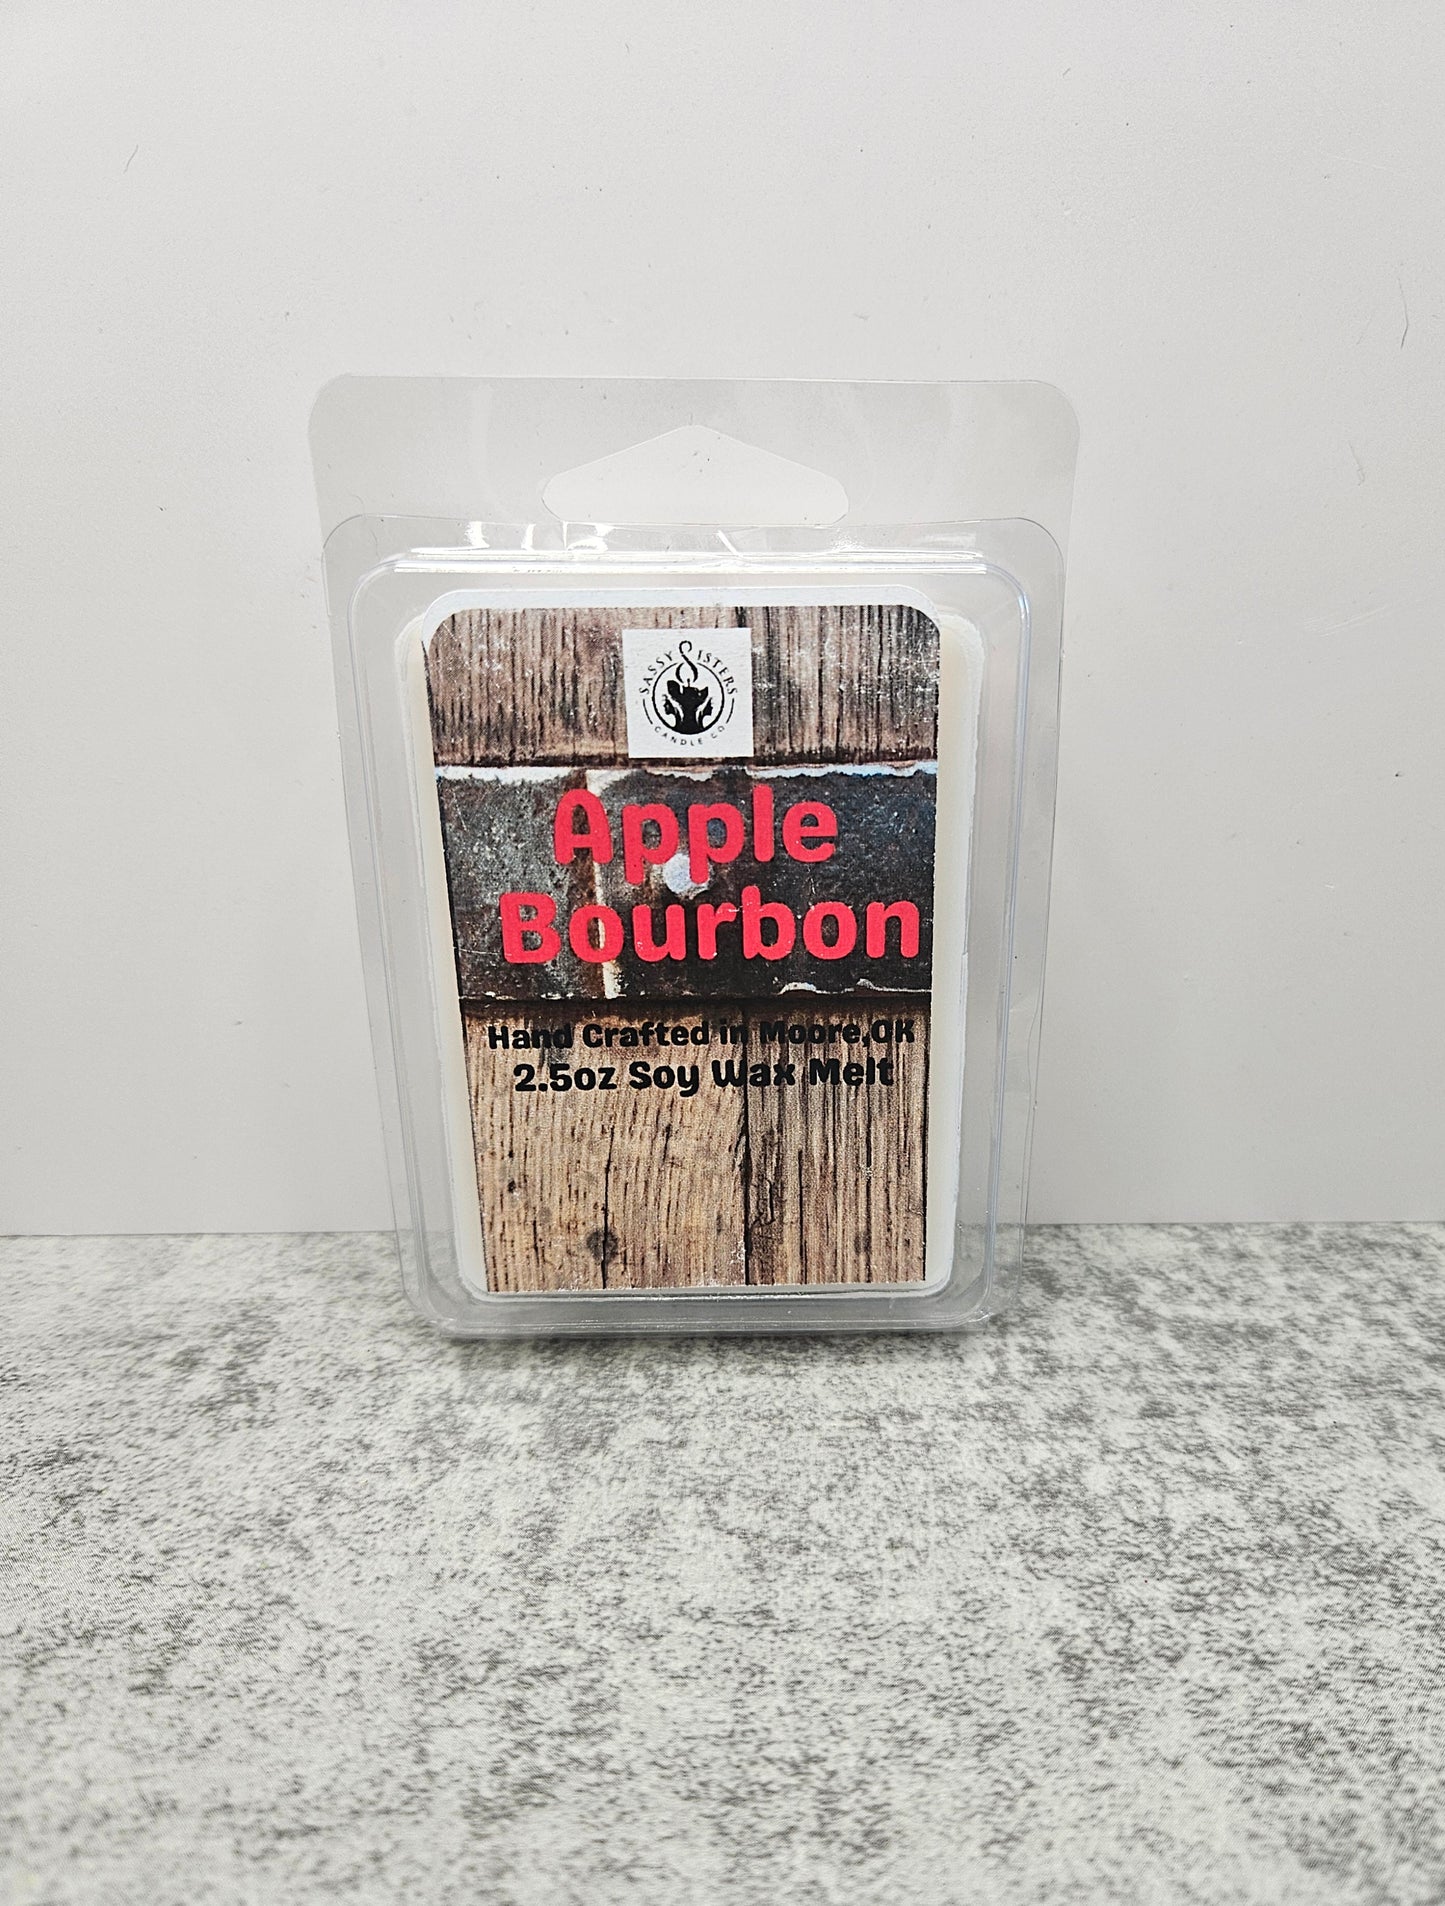 SASSY SISTERS
CANDLE CO
Apple
Bourbon
Hand Crafted in Moore,OK
2.5oz Soy Wax Melt